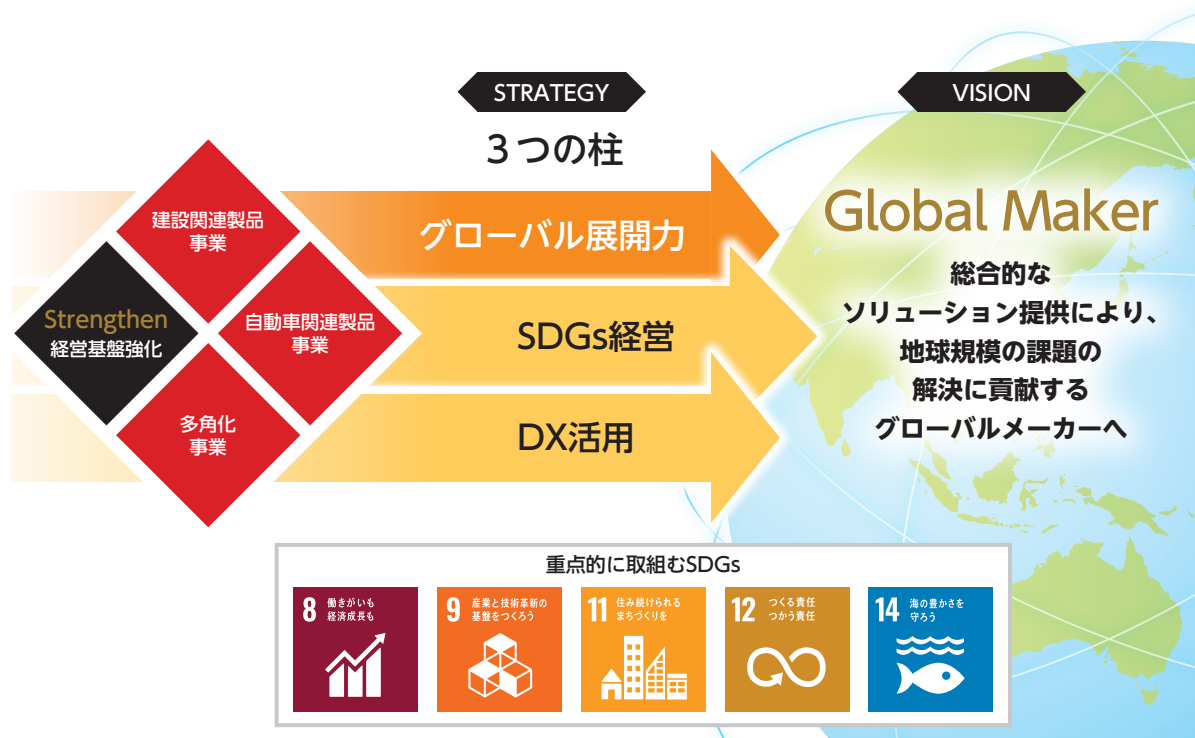 STRATEGY
3つの柱
VISION
建設関連製品
事業
Strengthen
経営基盤強化
自動車関連製品
事業
多角化
事業
グローバル展開力
SDGs経営
DX活用
Global Maker
総合的な
ソリューション提供により、
地球規模の課題の
解決に貢献する
グローバルメーカーへ
重点的に取組むSDGs
8 働きがいも
経済成長も
9 産業と技術革新の
基盤をつくろう
11 住み続けられる
まちづくりを
12 つくる責任
つかう責任
14 海の豊かさを
守ろう